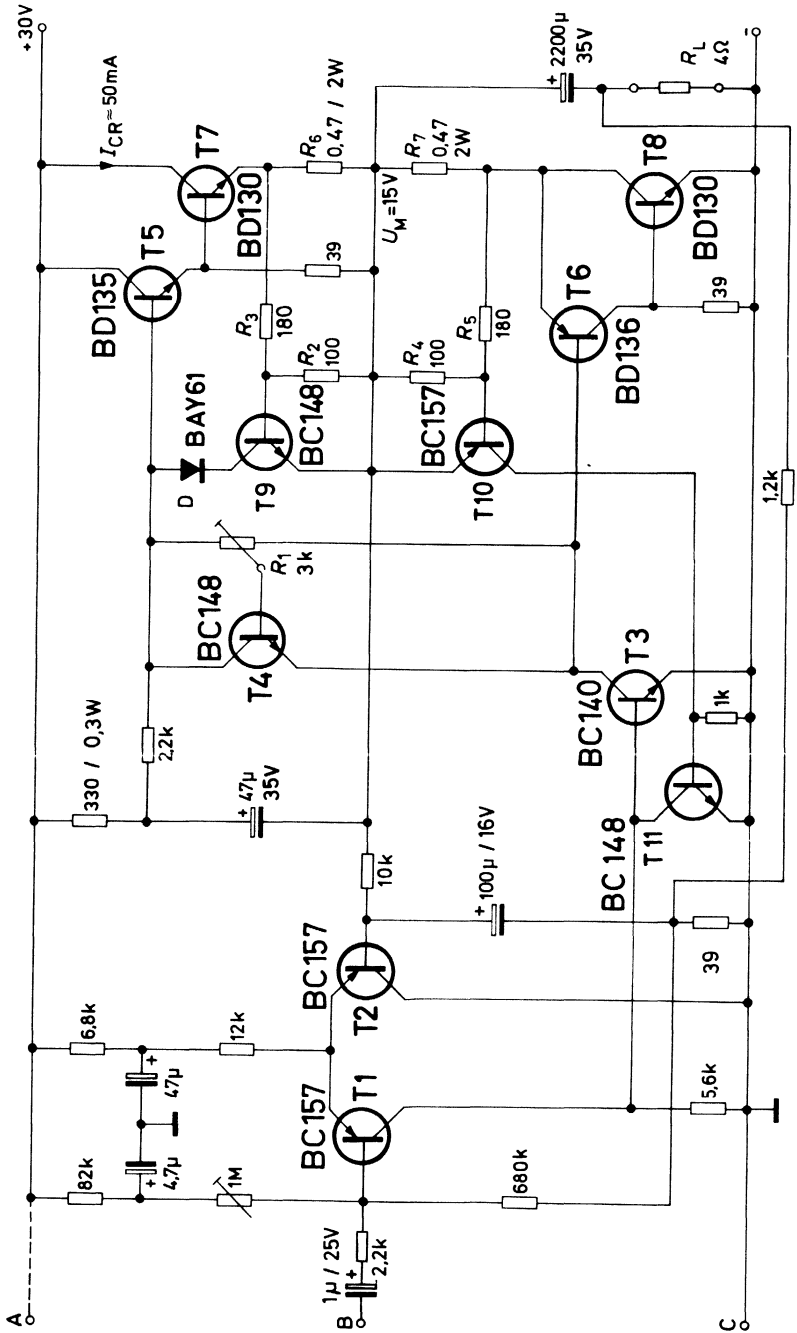 A
B
C
+30V
–
82k
4,7µ
+
47µ
+
6,8k
12k
1M
1µ / 25V
+
2,2k
680k
BC157
T1
BC157
T2
5,6k
39
+ 100µ / 16V
10k
330 / 0,3W
+ 47µ
35V
2,2k
BC148
T4
R1
3k
BC140
T3
BC148
T11
1k
D
BAY61
BC148
T9
BC157
T10
R2
100
R3
180
R4
100
R5
180
BD135
T5
39
ICR≈50mA
T7
BD130
R6
0,47 / 2W
UM=15V
R7
0,47
2W
T6
BD136
T8
BD130
39
+ 2200µ
35V
RL
4Ω
1,2k